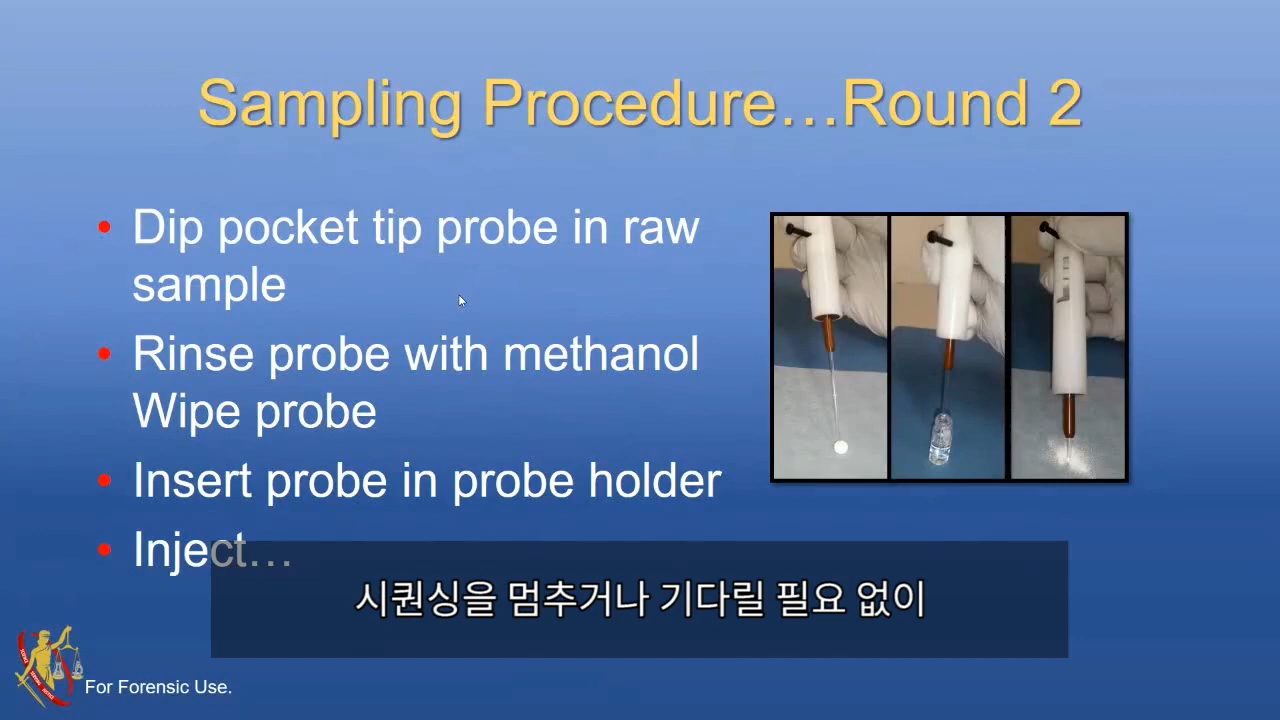 Sampling Procedure…Round 2
• Dip pocket tip probe in raw
sample
• Rinse probe with methanol
Wipe probe
• Insert probe in probe holder
• Inject…
시퀀싱을 멈추거나 기다릴 필요 없이
For Forensic Use.